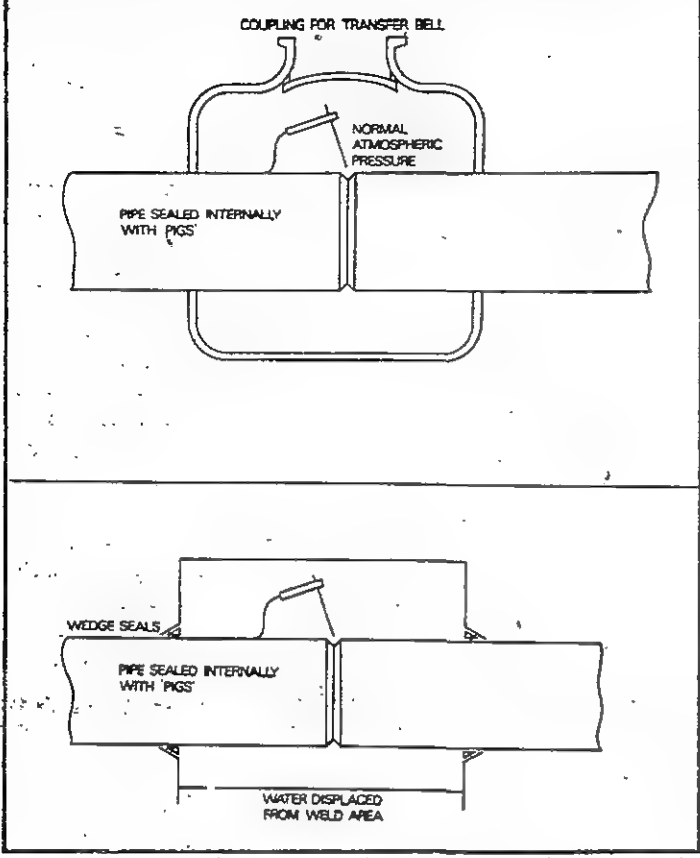 COUPLING FOR TRANSFER BELL
NORMAL
ATMOSPHERIC
PRESSURE
PIPE SEALED INTERNALLY
WITH 'PIGS'
WEDGE SEALS
PIPE SEALED INTERNALLY
WITH 'PIGS'
WATER DISPLACED
FROM WELD AREA